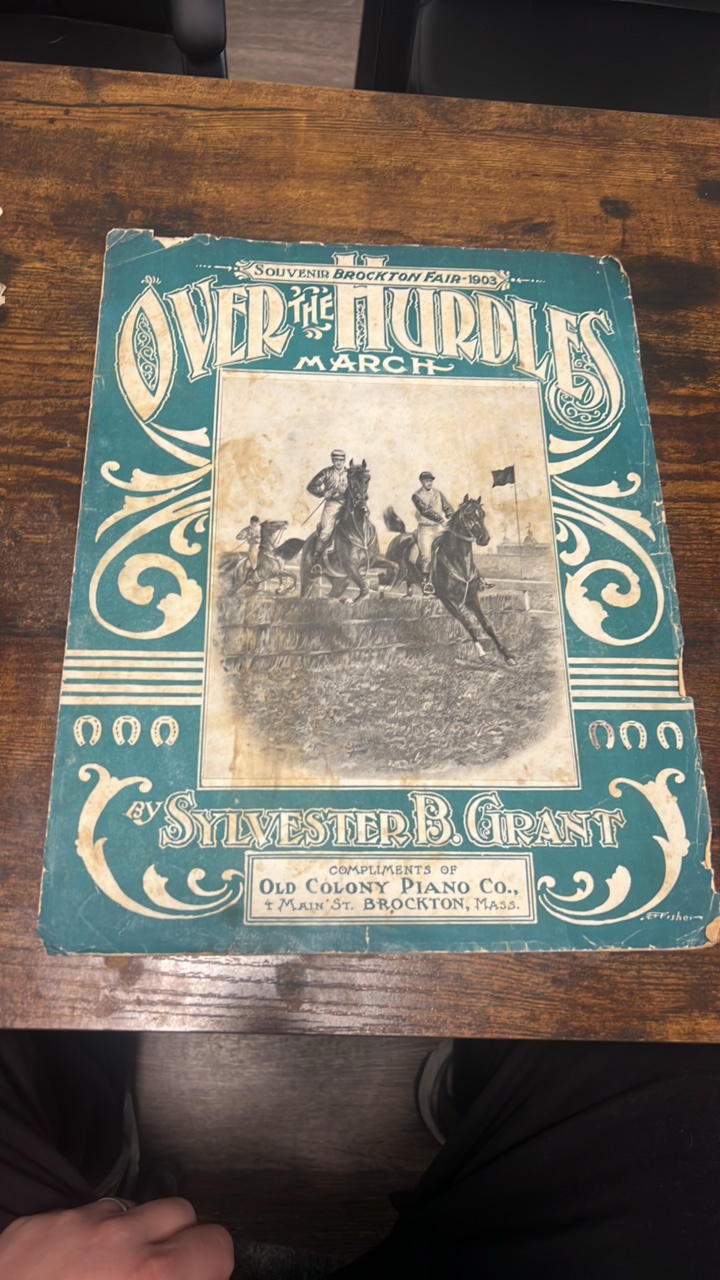 SOUVENIR BROCKTON FAIR-1903
OVER THE HURDLES
MARCH
BY SYLVESTER B. GRANT
COMPLIMENTS OF
OLD COLONY PIANO CO.,
4 MAIN ST. BROCKTON, MASS.
EFFisher